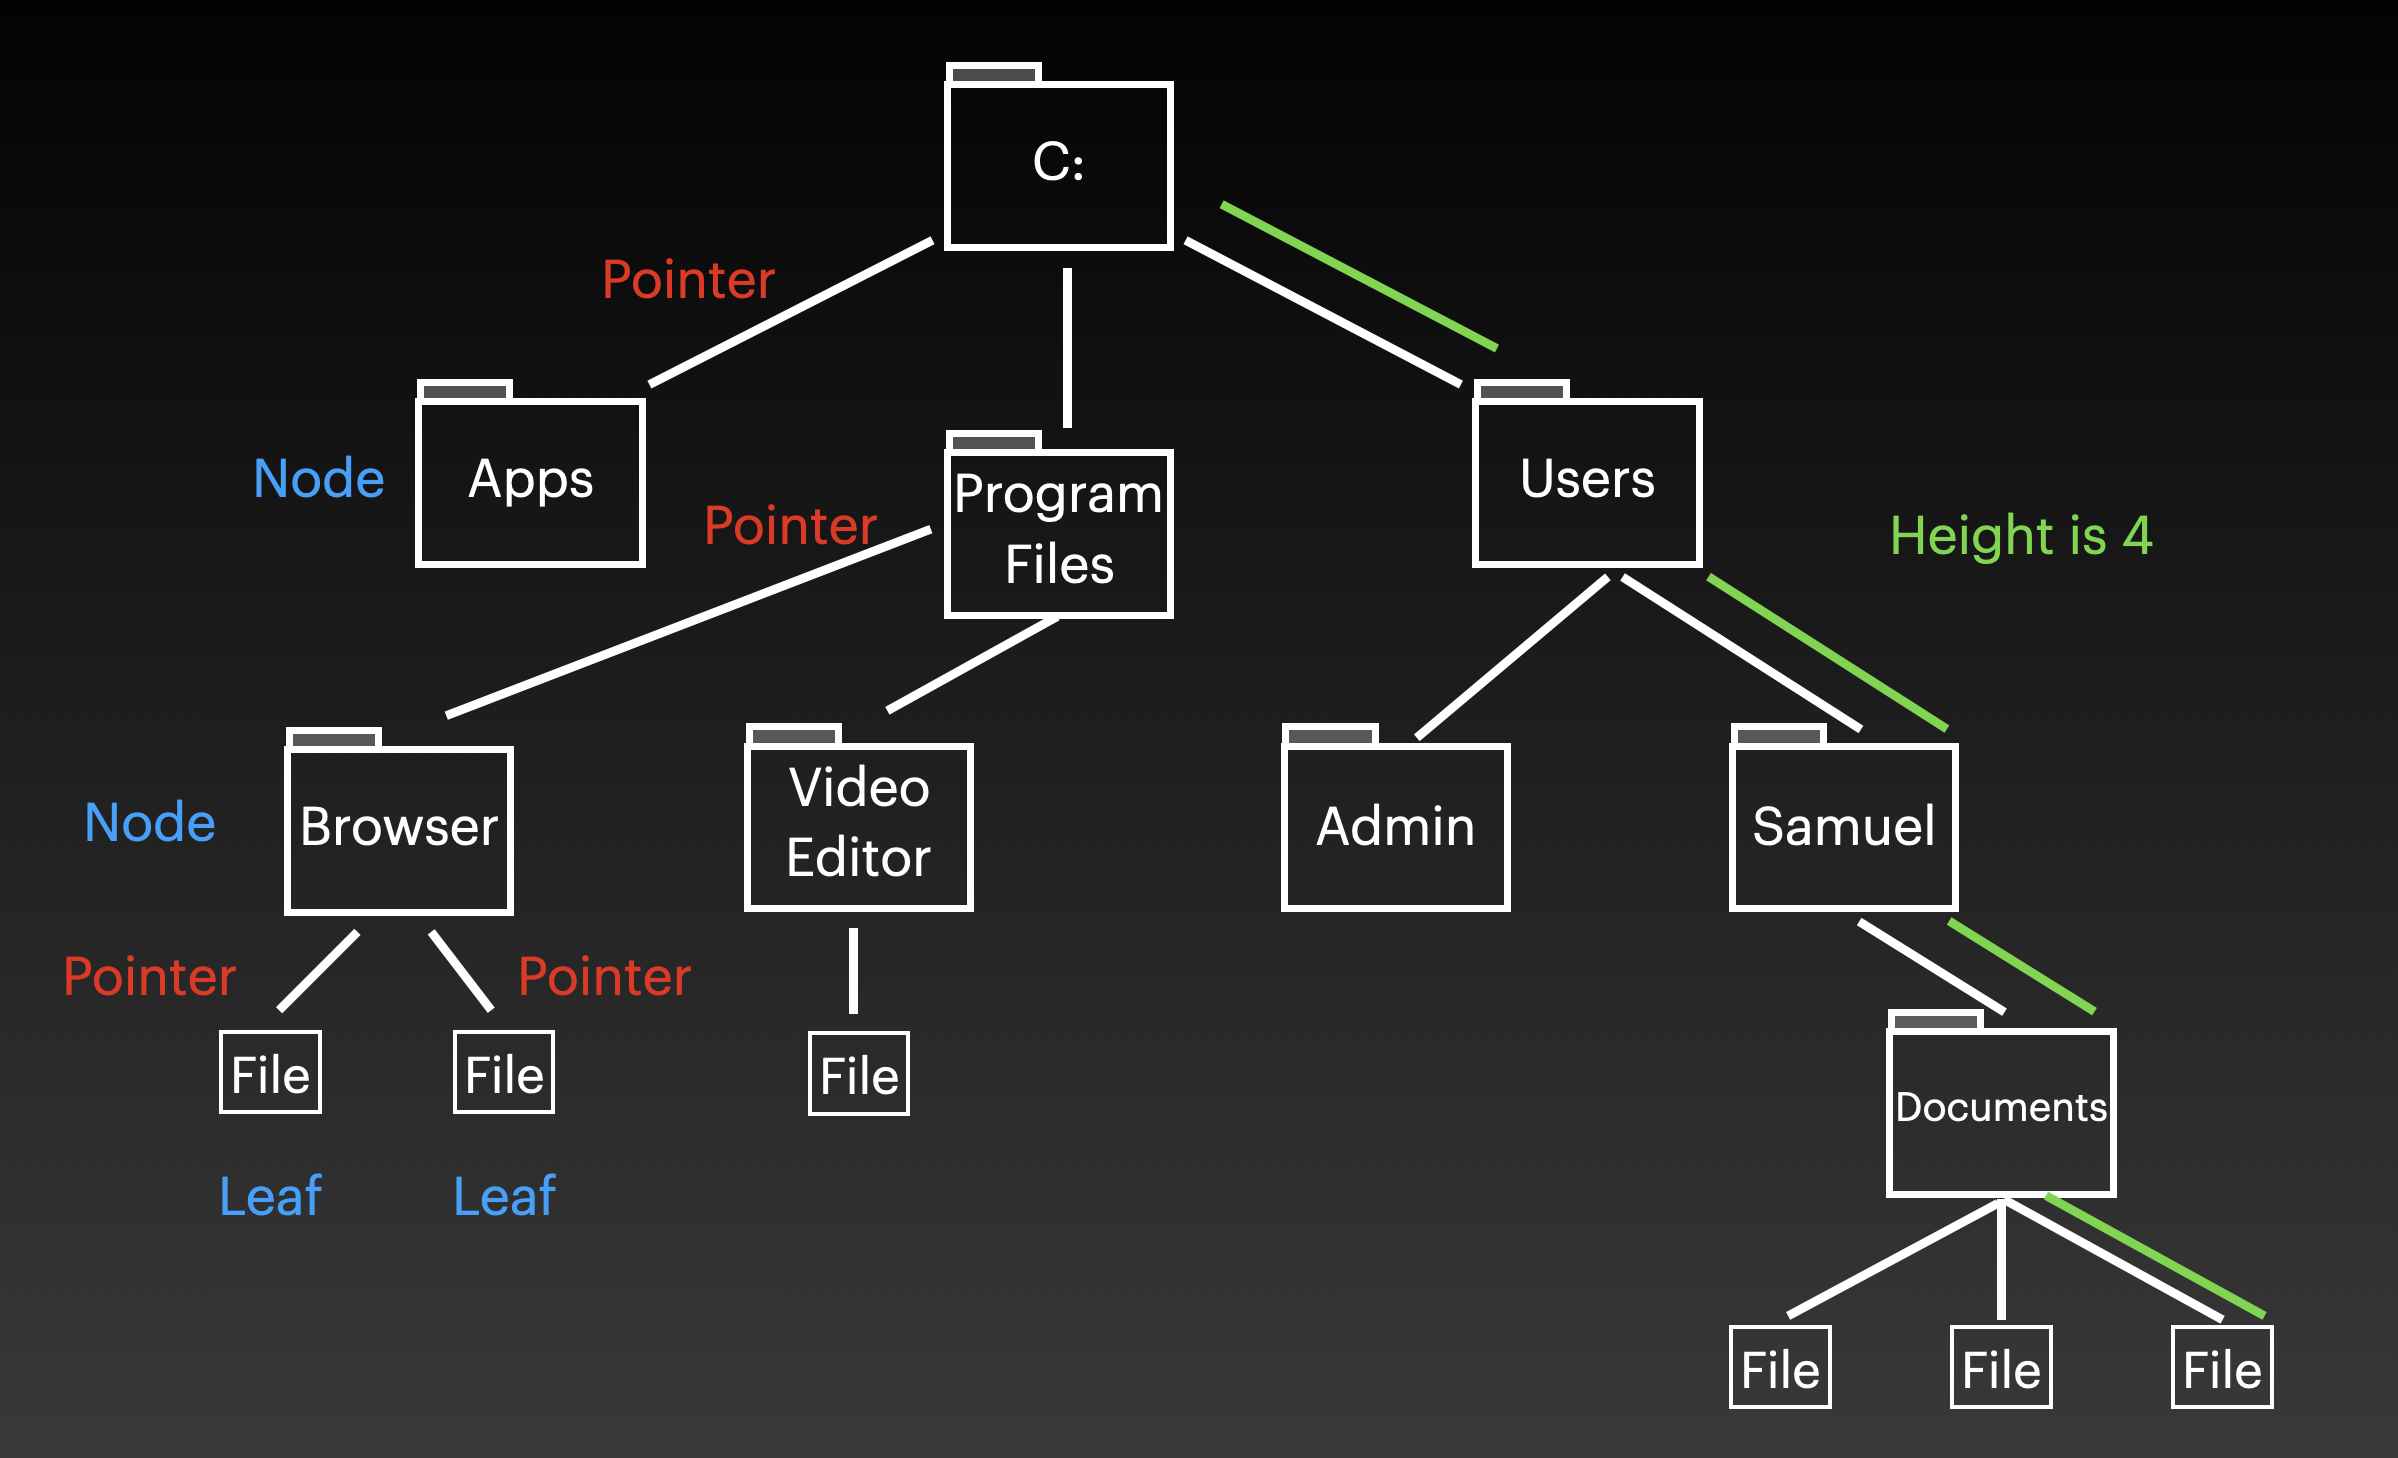 C:
Pointer
Node
Apps
Pointer
Program
Files
Users
Height is 4
Node
Browser
Video
Editor
Admin
Samuel
Pointer
Pointer
File
File
File
Documents
Leaf
Leaf
File
File
File